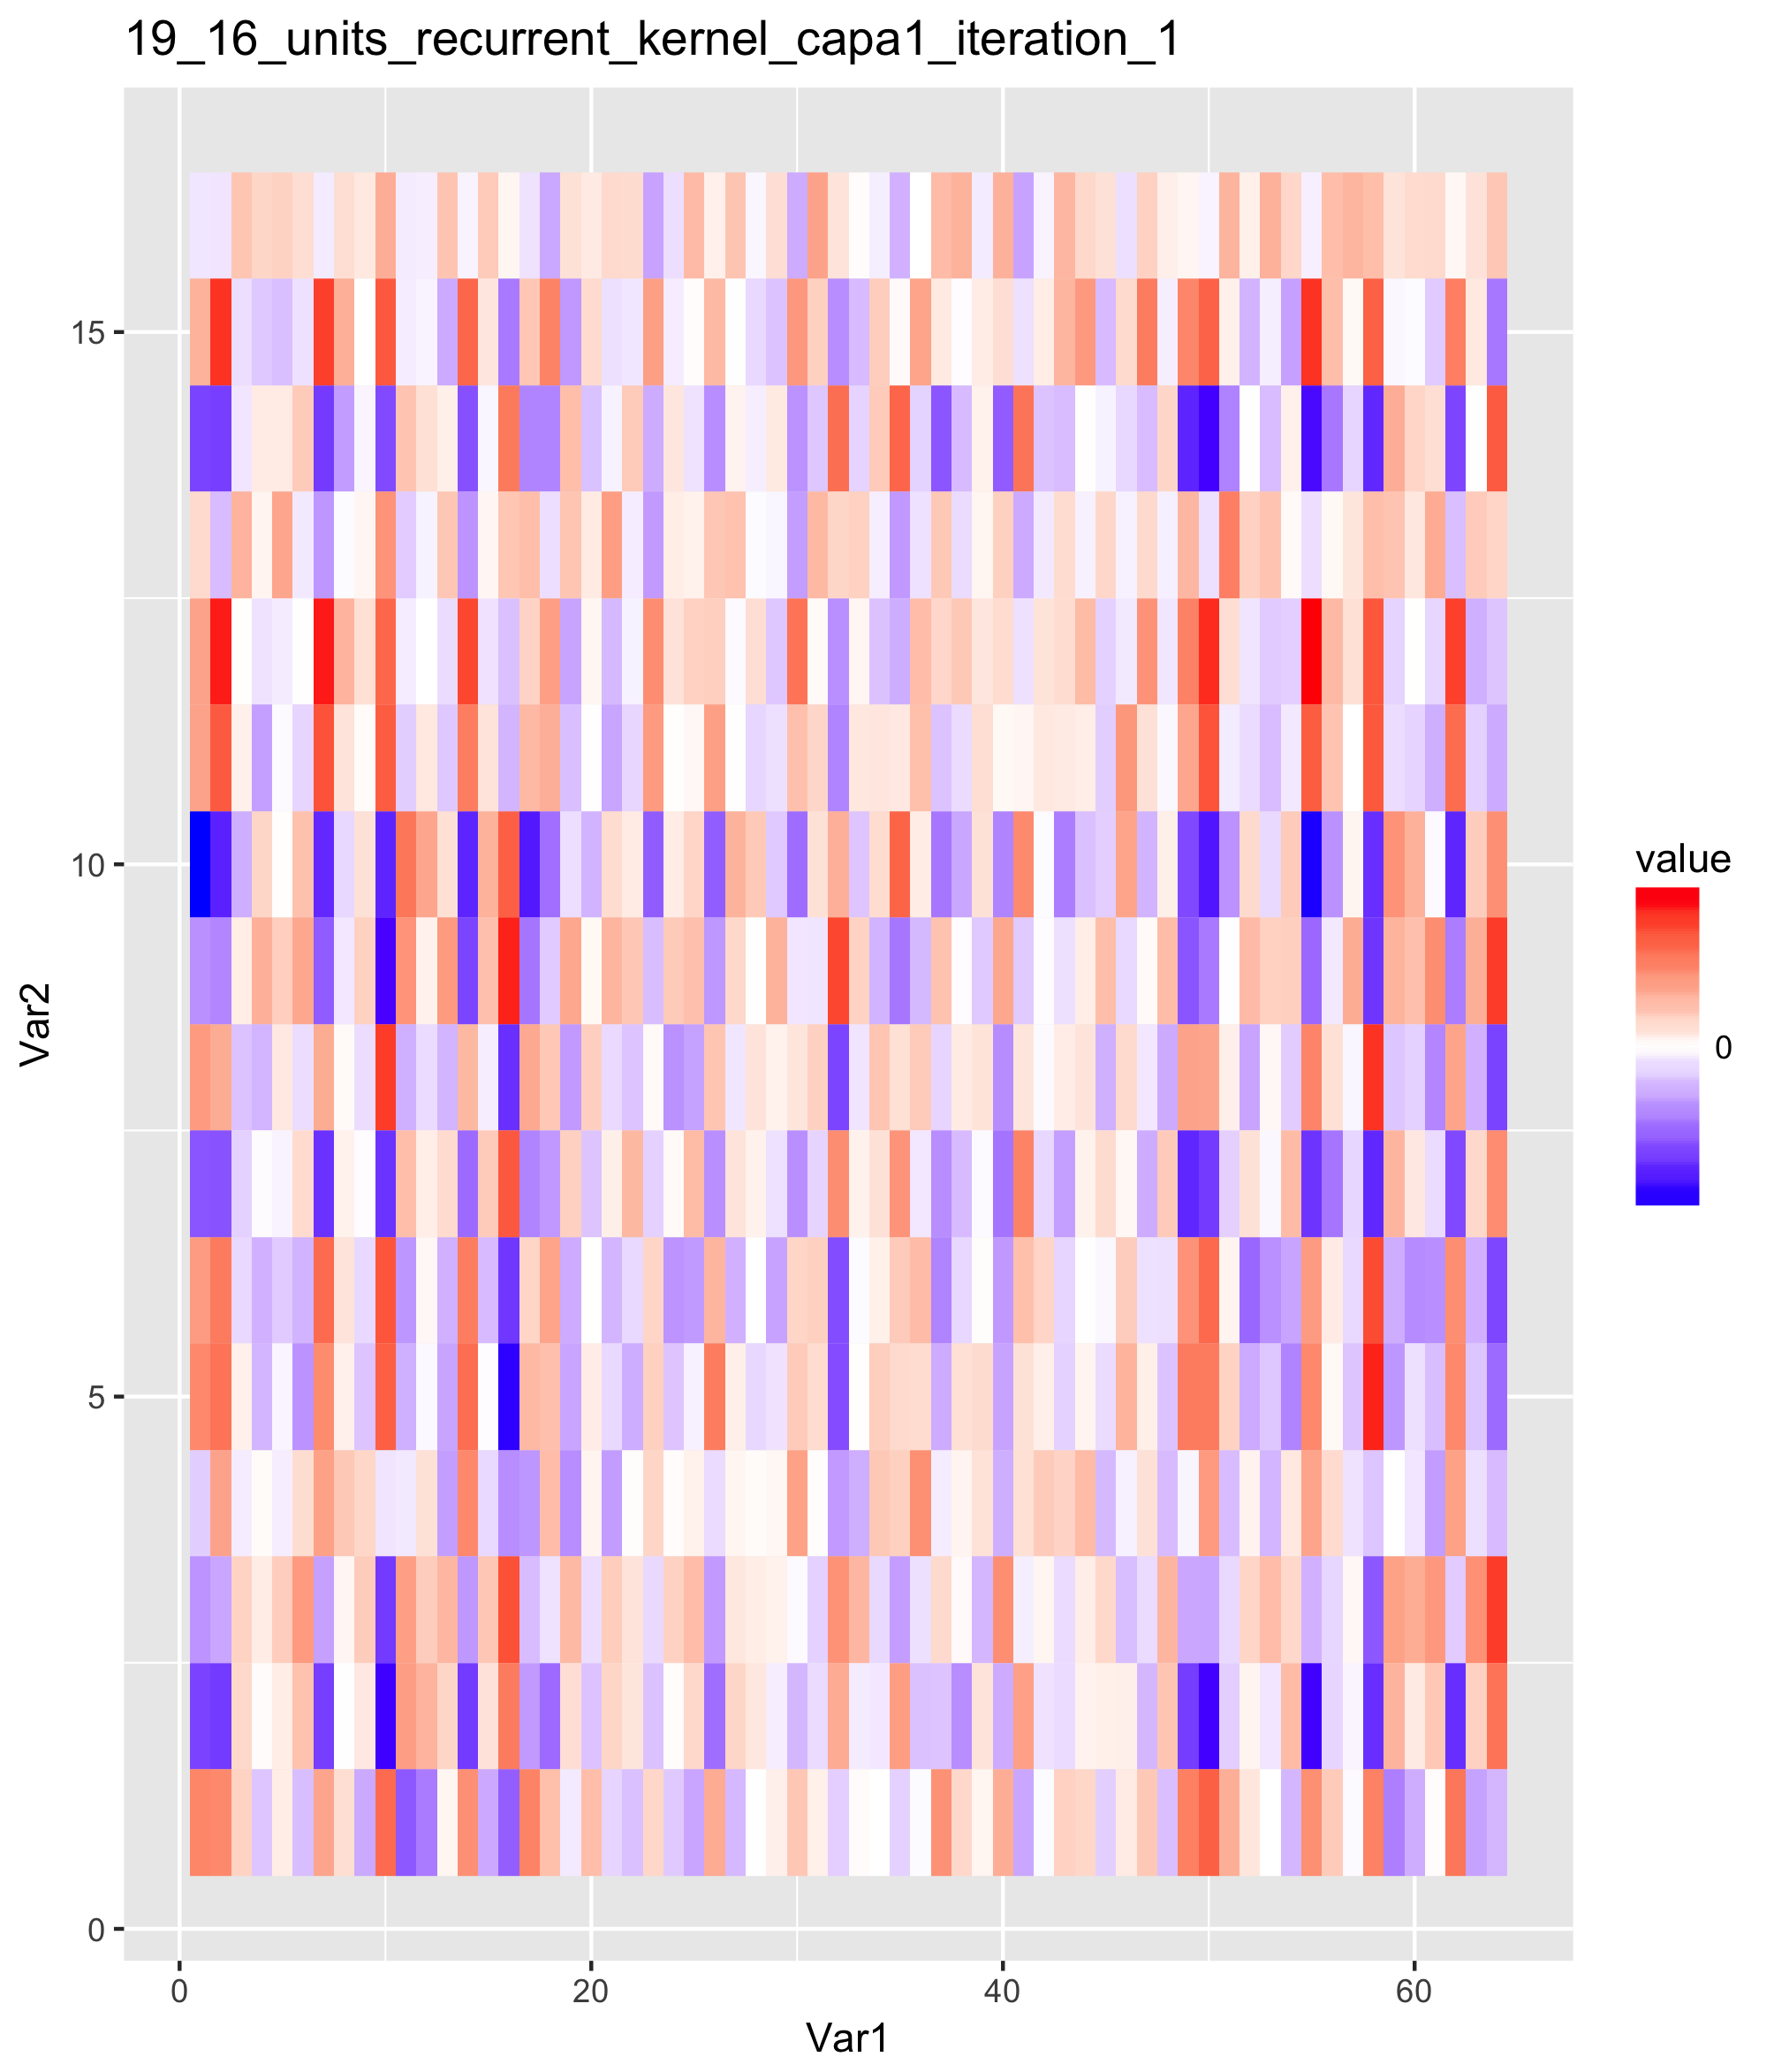 19_16_units_recurrent_kernel_capa1_iteration_1
15
10
5
0
Var2
0
20
40
60
Var1
value
0